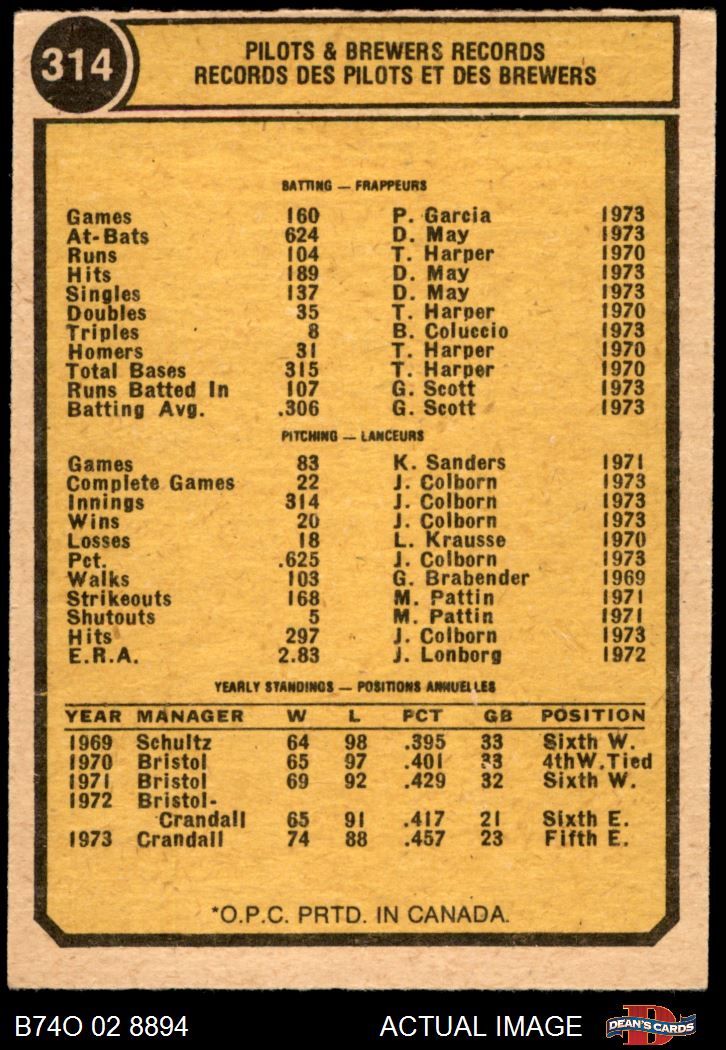 314
PILOTS & BREWERS RECORDS
RECORDS DES PILOTS ET DES BREWERS
BATTING — FRAPPEURS
Games 160 P. Garcia 1973
At-Bats 624 D. May 1973
Runs 104 T. Harper 1970
Hits 189 D. May 1973
Singles 137 D. May 1973
Doubles 35 T. Harper 1970
Triples 8 B. Coluccio 1973
Homers 31 T. Harper 1970
Total Bases 315 T. Harper 1970
Runs Batted In 107 G. Scott 1973
Batting Avg. .306 G. Scott 1973
PITCHING — LANCEURS
Games 83 K. Sanders 1971
Complete Games 22 J. Colborn 1973
Innings 314 J. Colborn 1973
Wins 20 J. Colborn 1973
Losses 18 L. Krausse 1970
Pct. .625 J. Colborn 1973
Walks 103 G. Brabender 1969
Strikeouts 168 M. Pattin 1971
Shutouts 5 M. Pattin 1971
Hits 297 J. Colborn 1973
E.R.A. 2.83 J. Lonborg 1972
YEARLY STANDINGS — POSITIONS ANNUELLES
YEAR MANAGER W L PCT GB POSITION
1969 Schultz 64 98 .395 33 Sixth W.
1970 Bristol 65 97 .401 33 4thW.Tied
1971 Bristol 69 92 .429 32 Sixth W.
1972 Bristol-
Crandall 65 91 .417 21 Sixth E.
1973 Crandall 74 88 .457 23 Fifth E.
*O.P.C. PRTD. IN CANADA.
B74O 02 8894 ACTUAL IMAGE DEAN'S CARDS